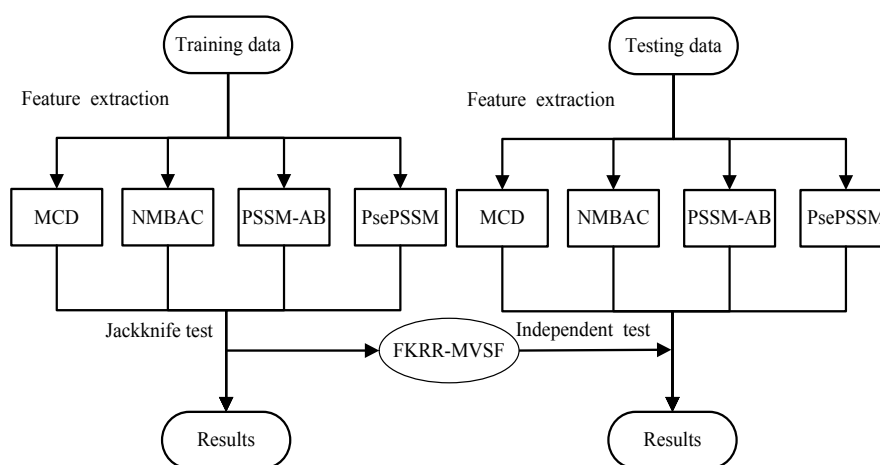 Training data
Testing data
Feature extraction
Feature extraction
MCD
NMBAC
PSSM-AB
PsePSSM
MCD
NMBAC
PSSM-AB
PsePSSM
Jackknife test
FKRR-MVSF
Independent test
Results
Results